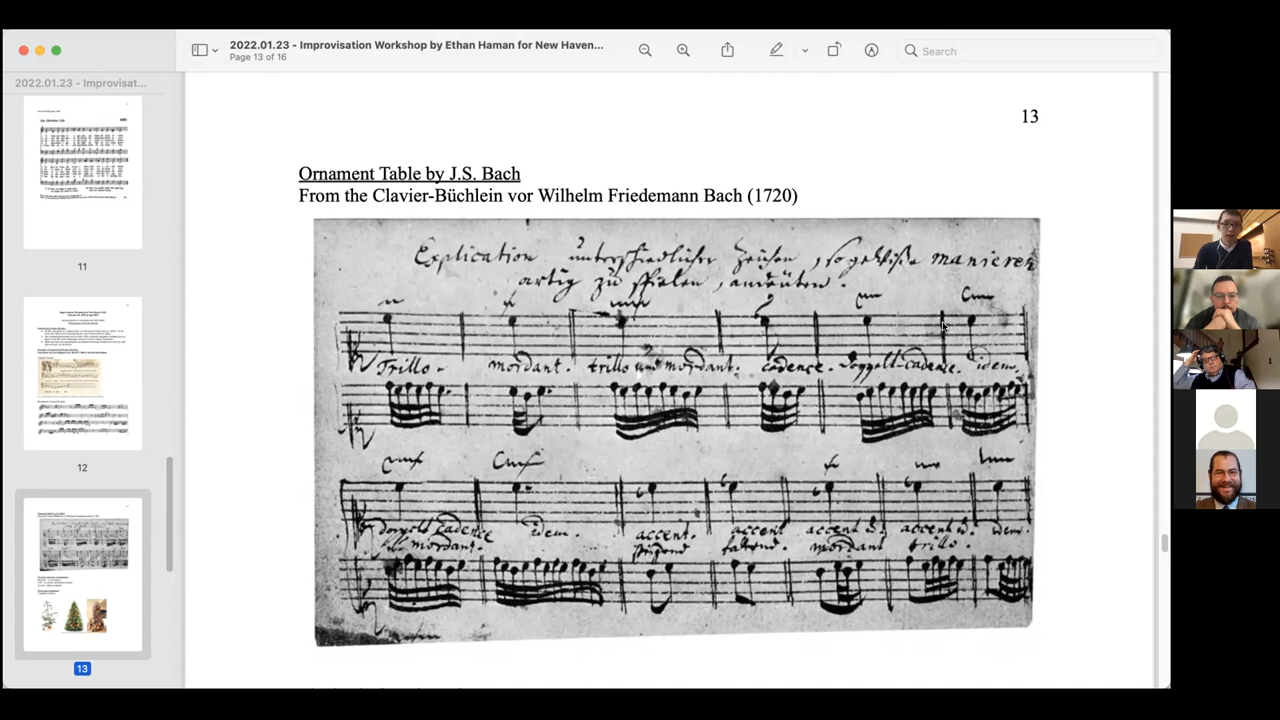 2022.01.23 - Improvisation Workshop by Ethan Haman for New Haven...
Page 13 of 16
Search
2022.01.23 - Improvisat...
11
12
13
13
Ornament Table by J.S. Bach
From the Clavier-Büchlein vor Wilhelm Friedemann Bach (1720)
Explication unterschiedlicher Zeichen, so gewiße manieren
artig zu spielen, andeuten.
Trillo. mordant. trillo und mordant. cadence. Doppelt-cadence. idem.
Doppelt cadence idem. accent accent accent u. accent u. idem.
mordant. steigend fallend. mordant trillo.